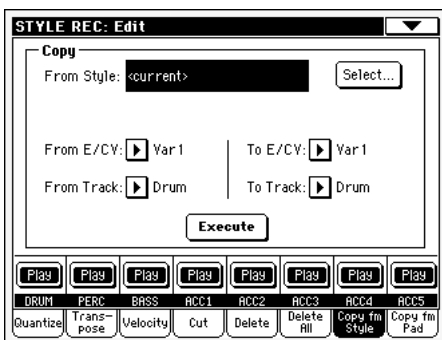 STYLE REC: Edit
Copy
From Style: <current> Select...
From E/CV: Var1 To E/CV: Var1
From Track: Drum To Track: Drum
Execute
Play Play Play Play Play Play Play Play
DRUM PERC BASS ACC1 ACC2 ACC3 ACC4 ACC5
Quantize Trans-pose Velocity Cut Delete Delete All Copy fm Style Copy fm Pad